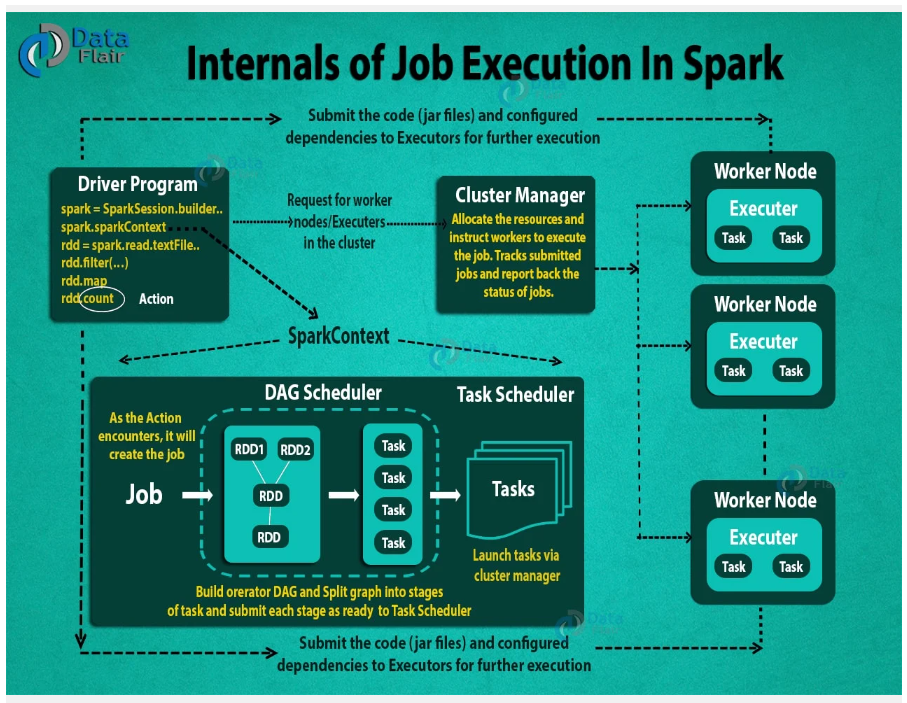 Data
Flair
Internals of Job Execution In Spark
Submit the code (jar files) and configured
dependencies to Executors for further execution
Driver Program
spark = SparkSession.builder..
spark.sparkContext
rdd = spark.read.textFile..
rdd.filter(...)
rdd.map
rdd.count
Action
Request for worker
nodes/Executers
in the cluster
Cluster Manager
Allocate the resources and
instruct workers to execute
the job. Tracks submitted
jobs and report back the
status of jobs.
Worker Node
Executer
Task
Task
Worker Node
Executer
Task
Task
Worker Node
Executer
Task
Task
SparkContext
DAG Scheduler
Task Scheduler
As the Action
encounters, it will
create the job
Job
RDD1
RDD2
RDD
RDD
Task
Task
Task
Task
Tasks
Launch tasks via
cluster manager
Build orerator DAG and Split graph into stages
of task and submit each stage as ready to Task Scheduler
Submit the code (jar files) and configured
dependencies to Executors for further execution